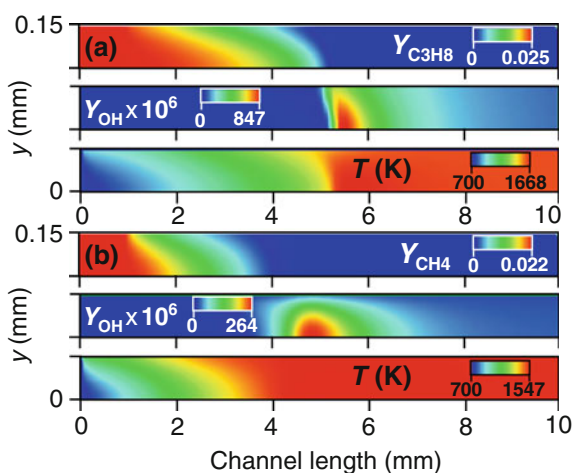 0.15
(a)
Y_C3H8
0 0.025
Y_OH × 10^6
0 847
T (K)
700 1668
0
y (mm)
0 2 4 6 8 10
0.15
(b)
Y_CH4
0 0.022
Y_OH × 10^6
0 264
T (K)
700 1547
0
y (mm)
0 2 4 6 8 10
Channel length (mm)